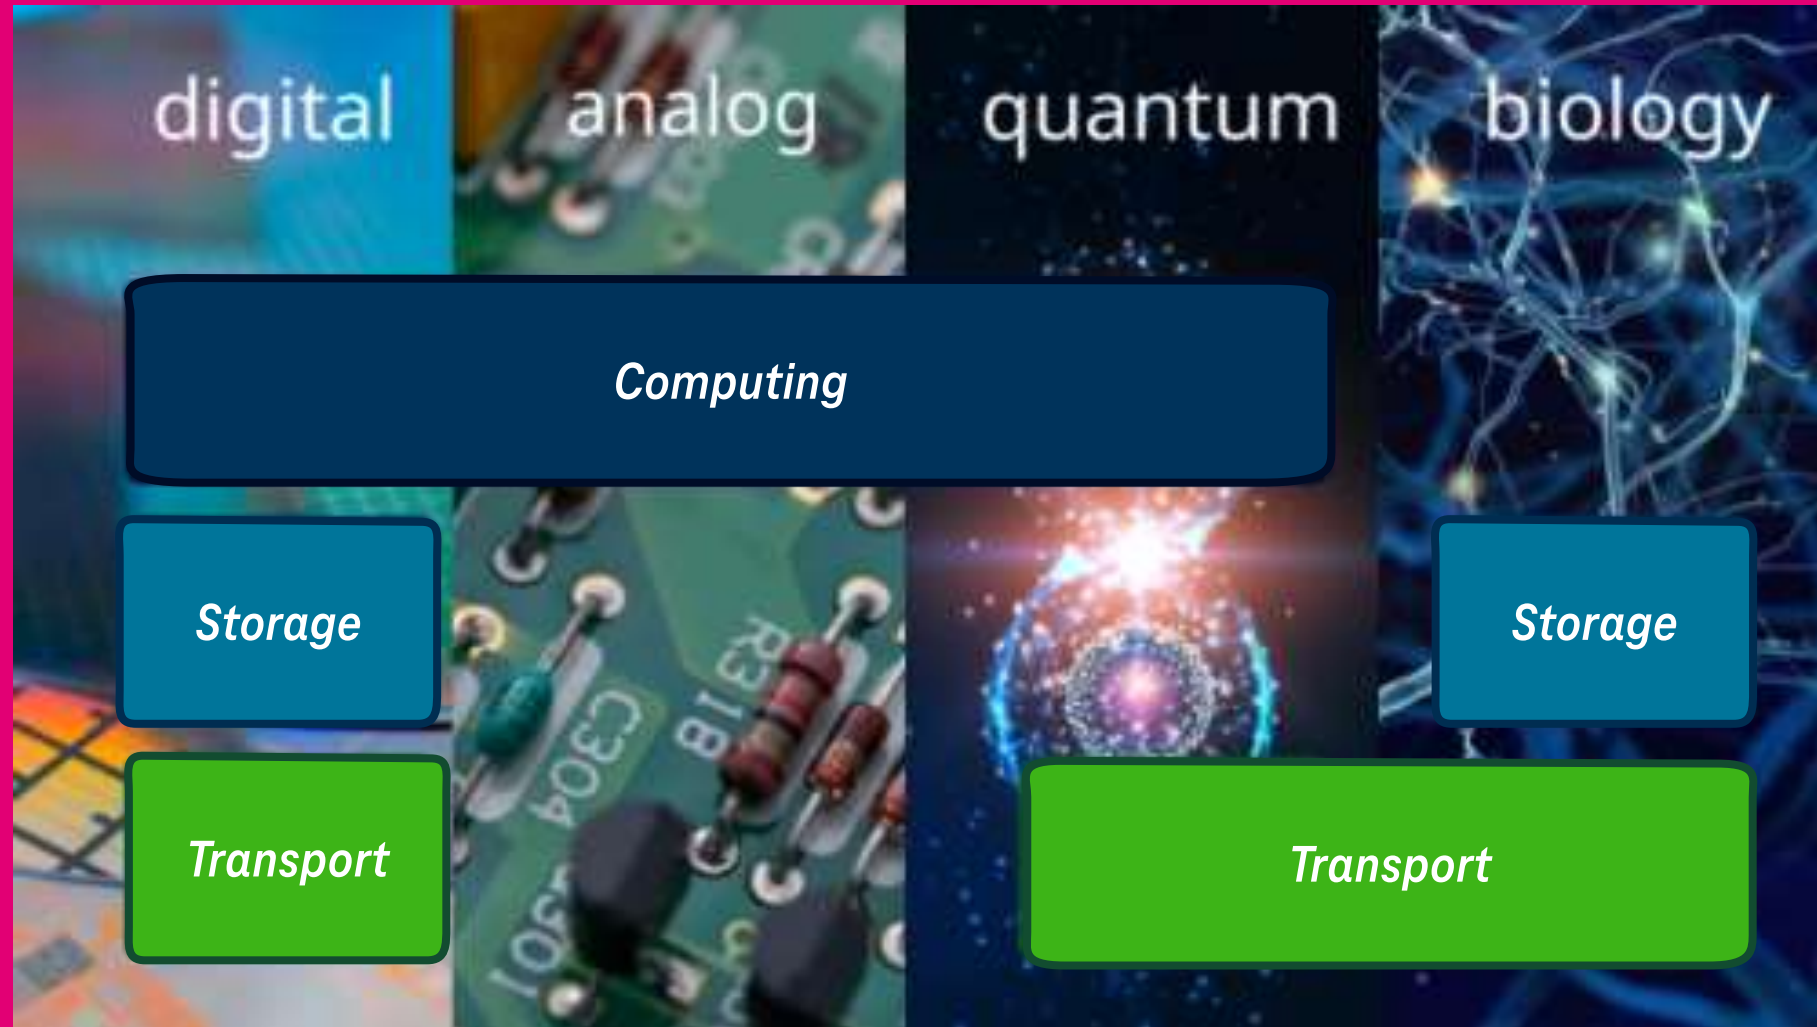 digital analog quantum biology
Computing
Storage Storage
Transport Transport
R318
C304